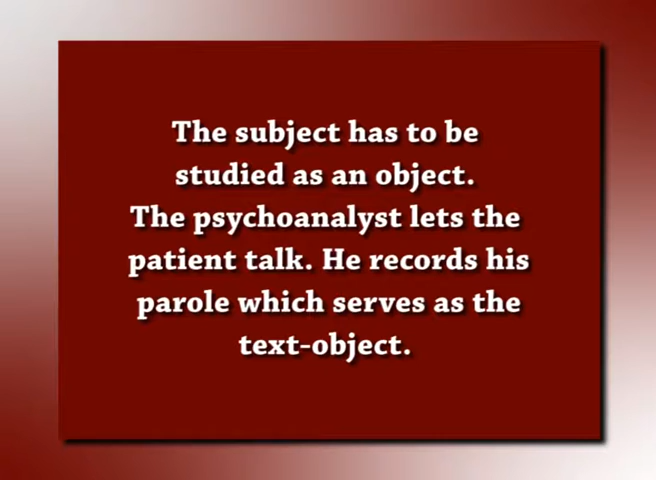 The subject has to be
studied as an object.
The psychoanalyst lets the
patient talk. He records his
parole which serves as the
text-object.